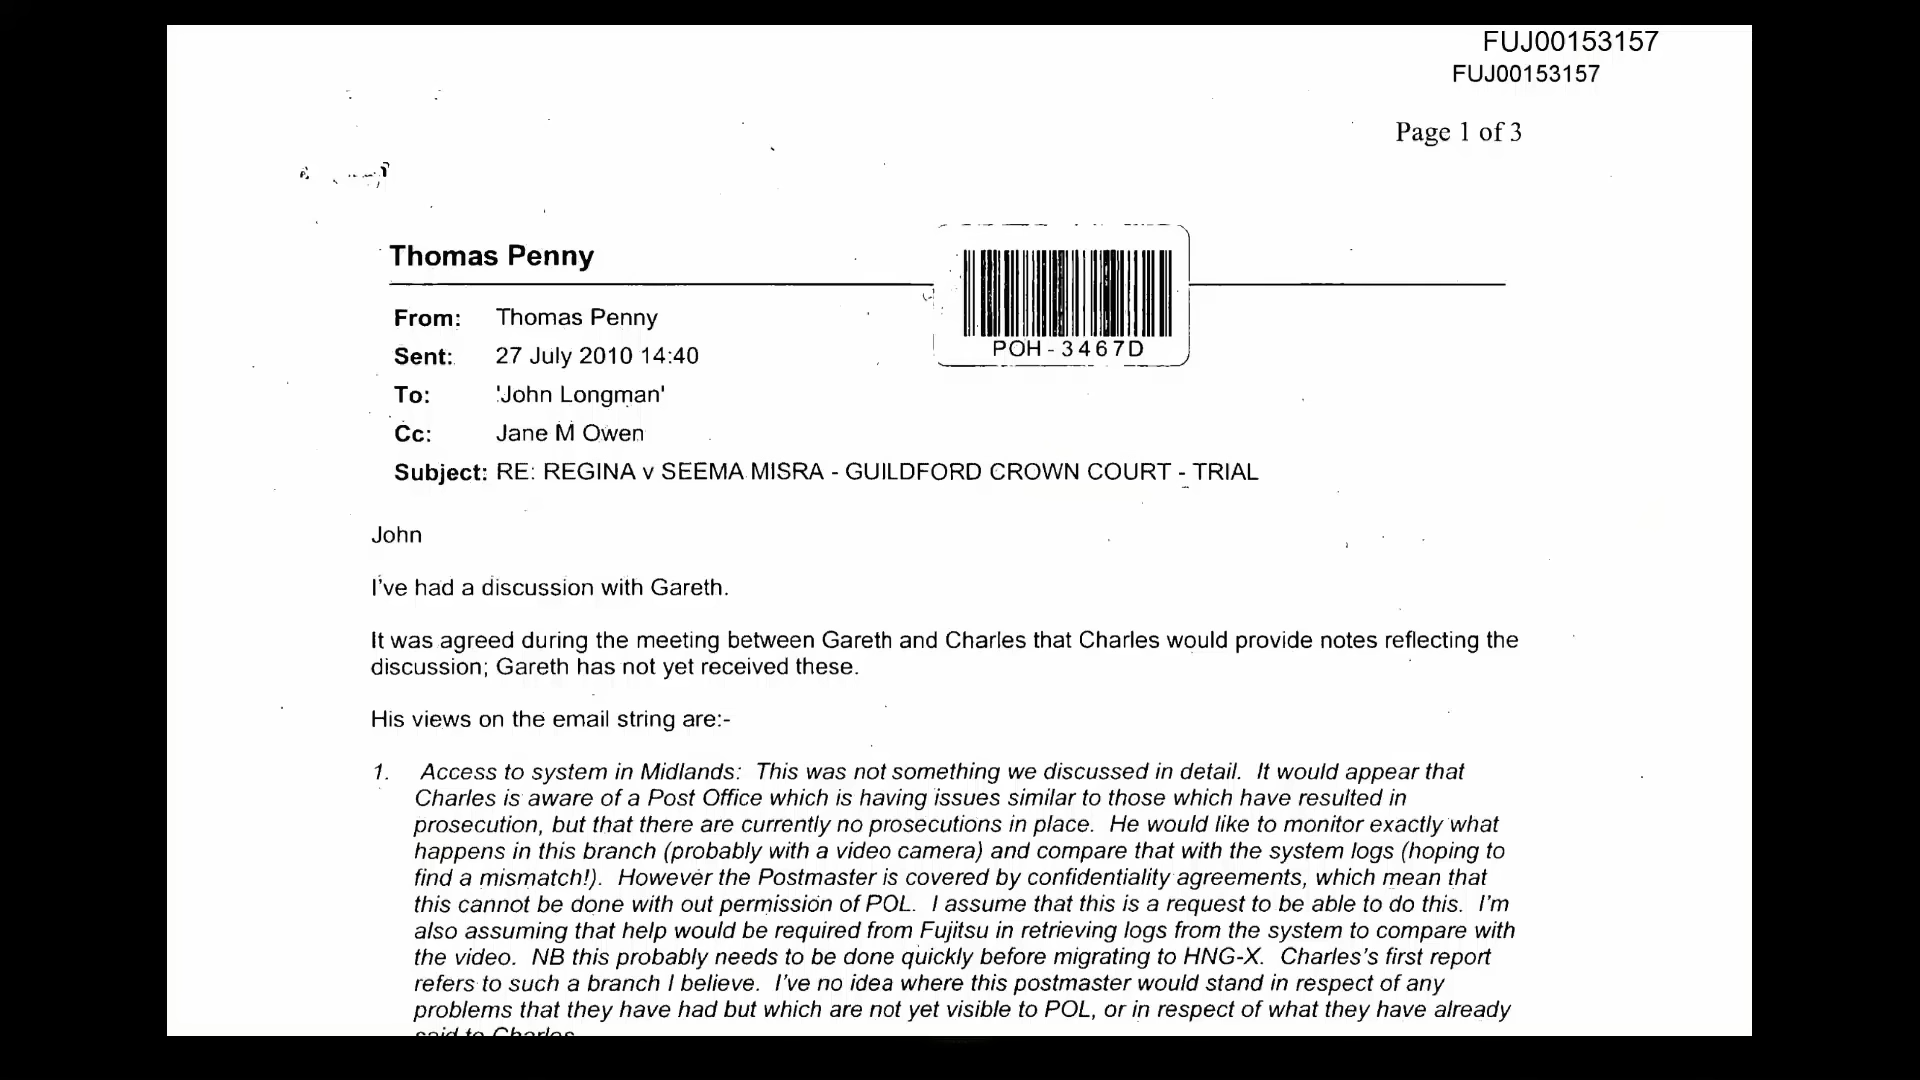 FUJ00153157
FUJ00153157
Page 1 of 3
Thomas Penny
POH-3467D
From: Thomas Penny
Sent: 27 July 2010 14:40
To: 'John Longman'
Cc: Jane M Owen
Subject: RE: REGINA v SEEMA MISRA - GUILDFORD CROWN COURT - TRIAL
John
I've had a discussion with Gareth.
It was agreed during the meeting between Gareth and Charles that Charles would provide notes reflecting the
discussion; Gareth has not yet received these.
His views on the email string are:-
1. Access to system in Midlands: This was not something we discussed in detail. It would appear that
Charles is aware of a Post Office which is having issues similar to those which have resulted in
prosecution, but that there are currently no prosecutions in place. He would like to monitor exactly what
happens in this branch (probably with a video camera) and compare that with the system logs (hoping to
find a mismatch!). However the Postmaster is covered by confidentiality agreements, which mean that
this cannot be done with out permission of POL. I assume that this is a request to be able to do this. I'm
also assuming that help would be required from Fujitsu in retrieving logs from the system to compare with
the video. NB this probably needs to be done quickly before migrating to HNG-X. Charles's first report
refers to such a branch I believe. I've no idea where this postmaster would stand in respect of any
problems that they have had but which are not yet visible to POL, or in respect of what they have already
said to Charles